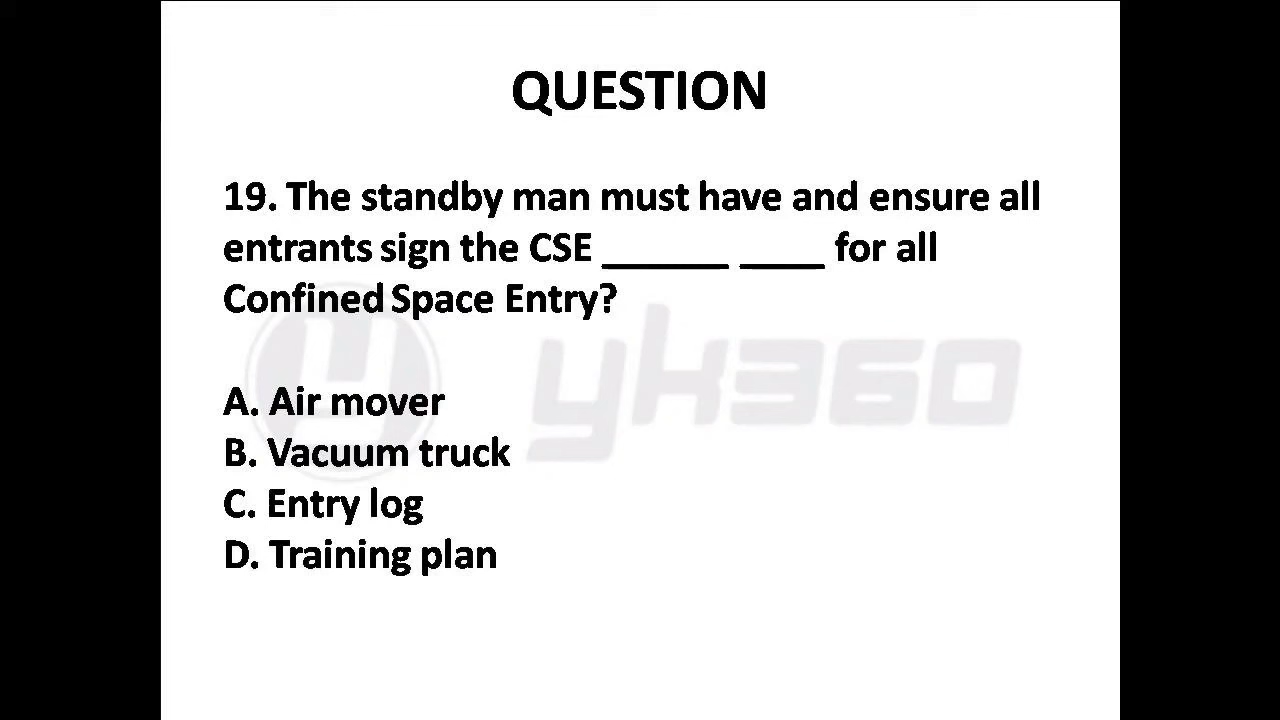 QUESTION
19. The standby man must have and ensure all
entrants sign the CSE ______ ____ for all
Confined Space Entry?
yk360
A. Air mover
B. Vacuum truck
C. Entry log
D. Training plan